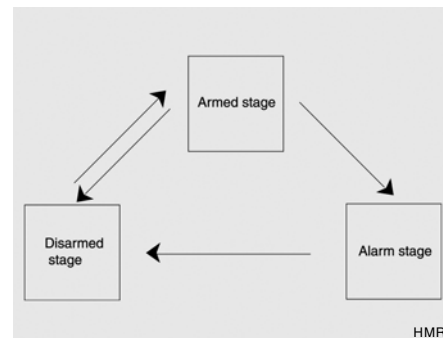 Armed stage
Disarmed
stage
Alarm stage
HMR